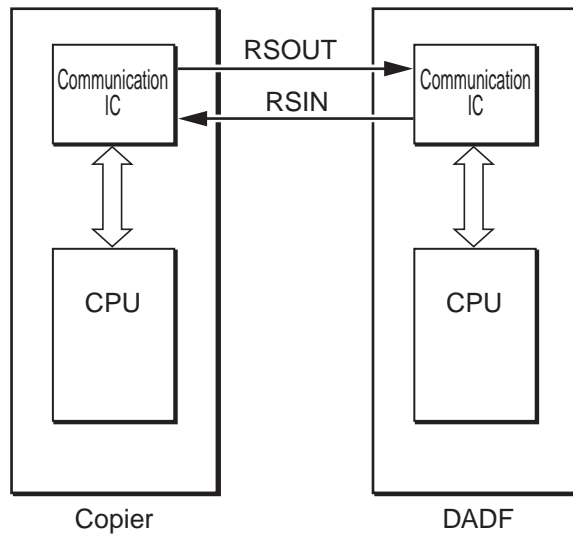 RSOUT
Communication
IC
Communication
IC
RSIN
CPU
CPU
Copier
DADF